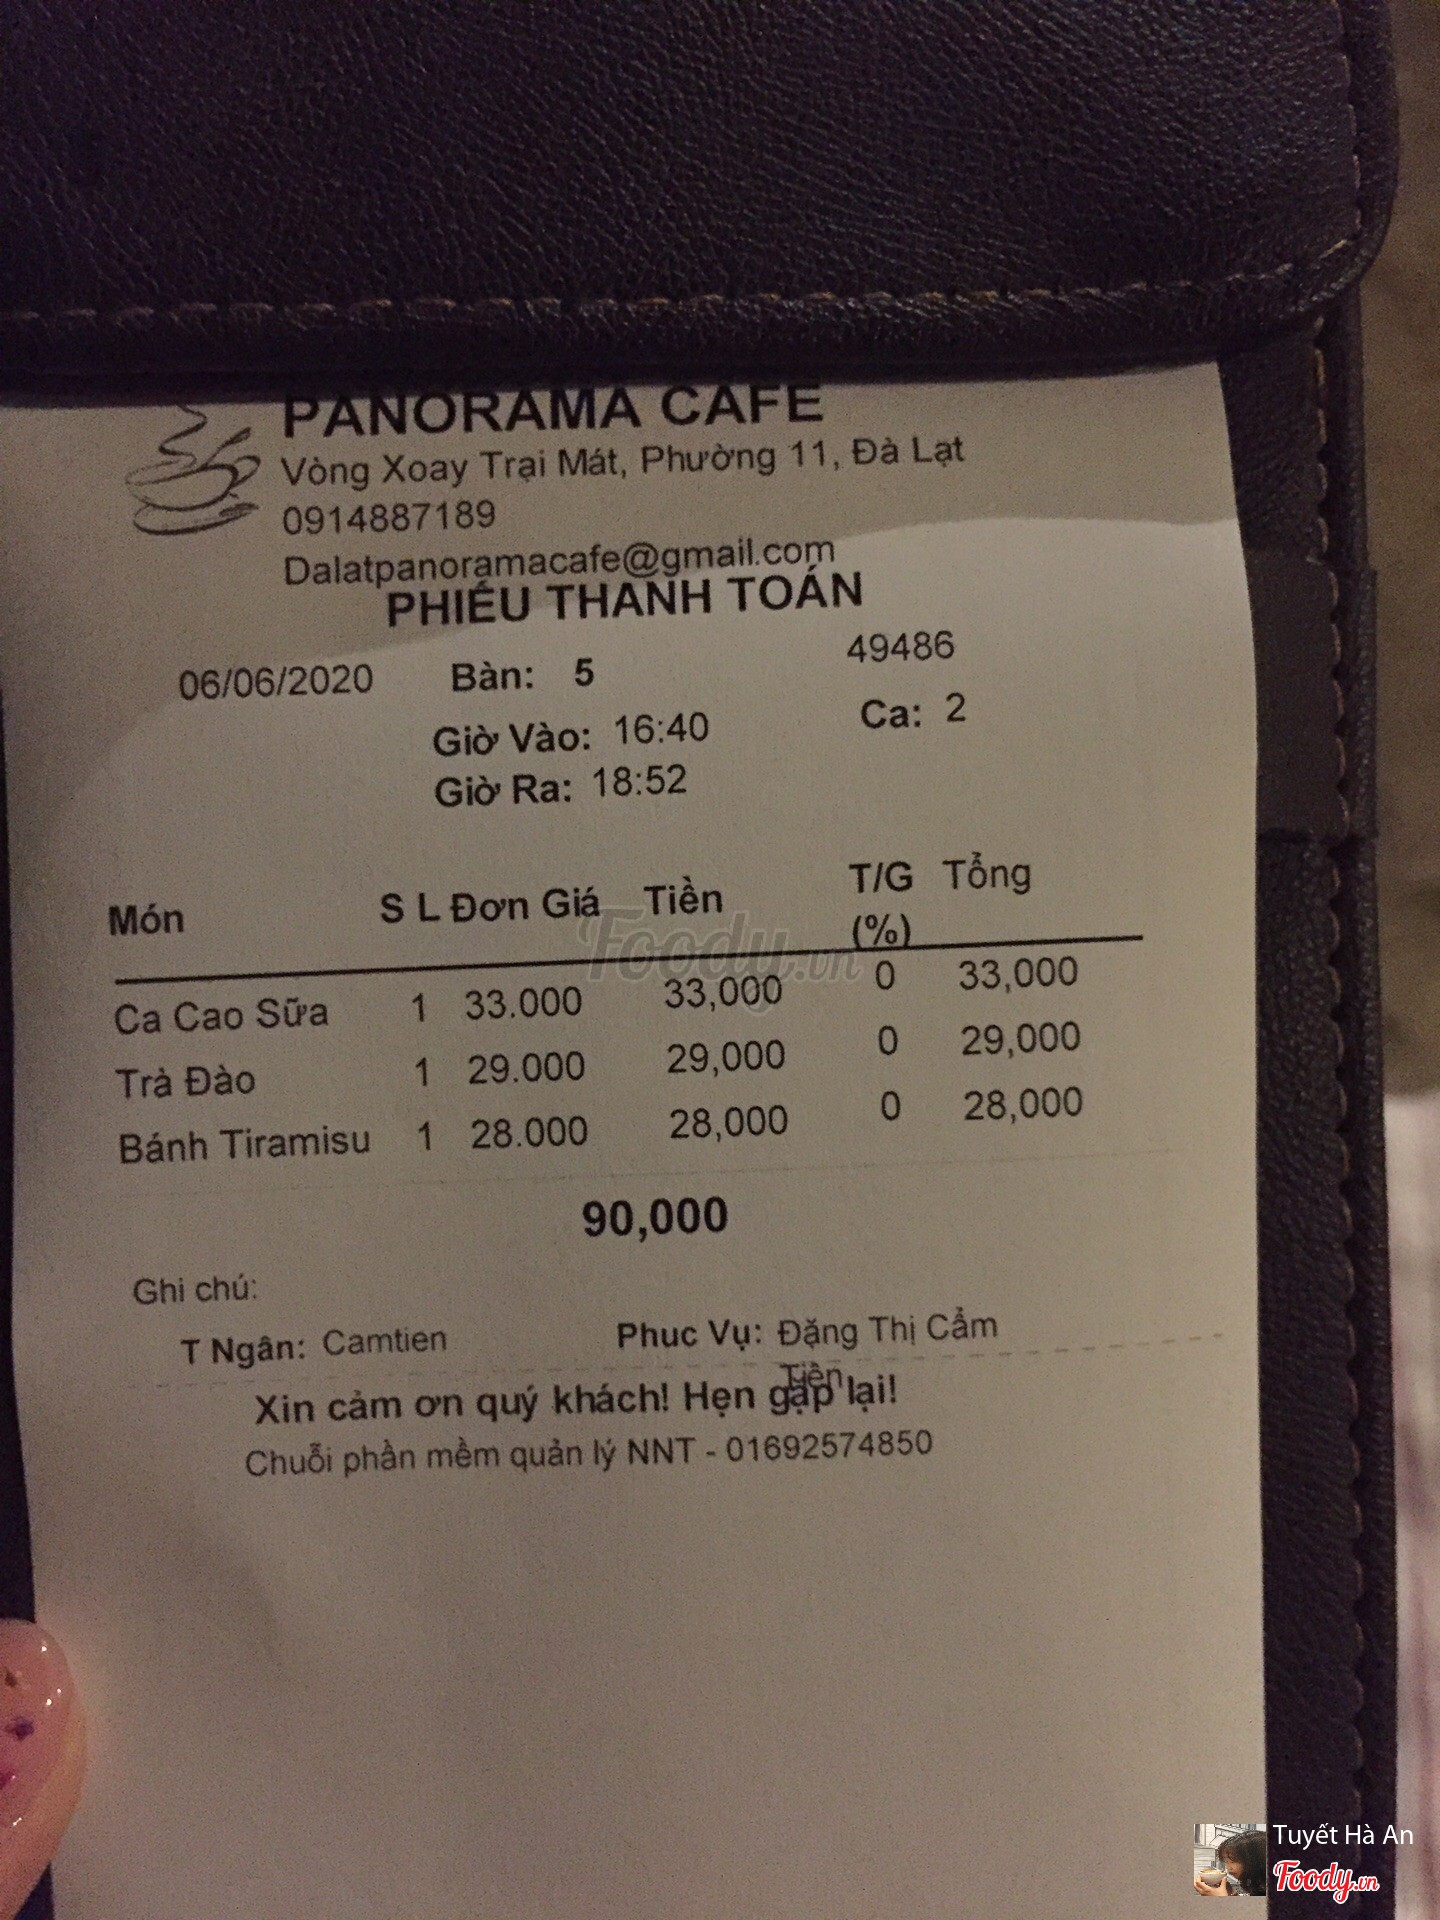 PANORAMA CAFE
Vòng Xoay Trại Mát, Phường 11, Đà Lạt
0914887189
Dalatpanoramacafe@gmail.com
PHIẾU THANH TOÁN
06/06/2020 Bàn: 5 49486
Giờ Vào: 16:40 Ca: 2
Giờ Ra: 18:52
Món S L Đơn Giá Tiền T/G (%) Tổng
Ca Cao Sữa 1 33.000 33,000 0 33,000
Trà Đào 1 29.000 29,000 0 29,000
Bánh Tiramisu 1 28.000 28,000 0 28,000
90,000
Ghi chú:
T Ngân: Camtien Phuc Vụ: Đặng Thị Cẩm
Tiên
Xin cảm ơn quý khách! Hẹn gặp lại!
Chuỗi phần mềm quản lý NNT - 01692574850
Foody.vn
Tuyết Hà An
Foody.vn